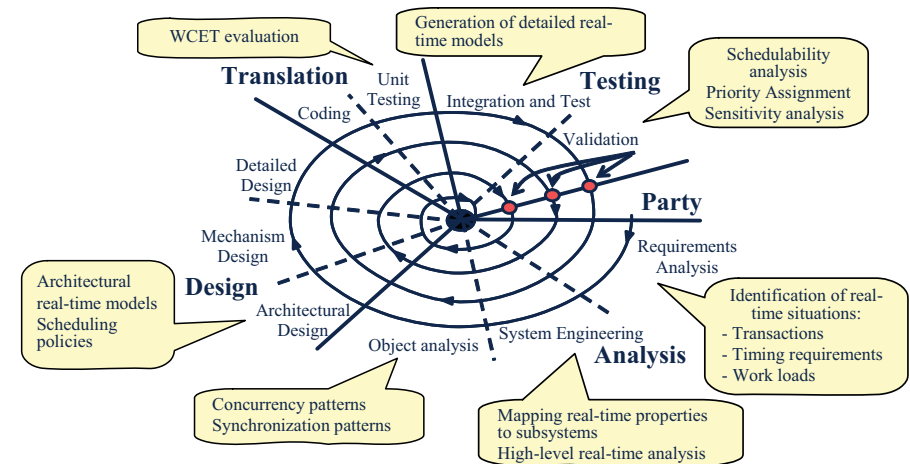 WCET evaluation
Generation of detailed real-
time models
Schedulability
analysis
Priority Assignment
Sensitivity analysis
Translation
Unit
Testing
Testing
Coding
Integration and Test
Validation
Detailed
Design
Party
Mechanism
Design
Requirements
Analysis
Design
Architectural
real-time models
Scheduling
policies
Architectural
Design
Object analysis
System Engineering
Analysis
Identification of real-
time situations:
- Transactions
- Timing requirements
- Work loads
Concurrency patterns
Synchronization patterns
Mapping real-time properties
to subsystems
High-level real-time analysis